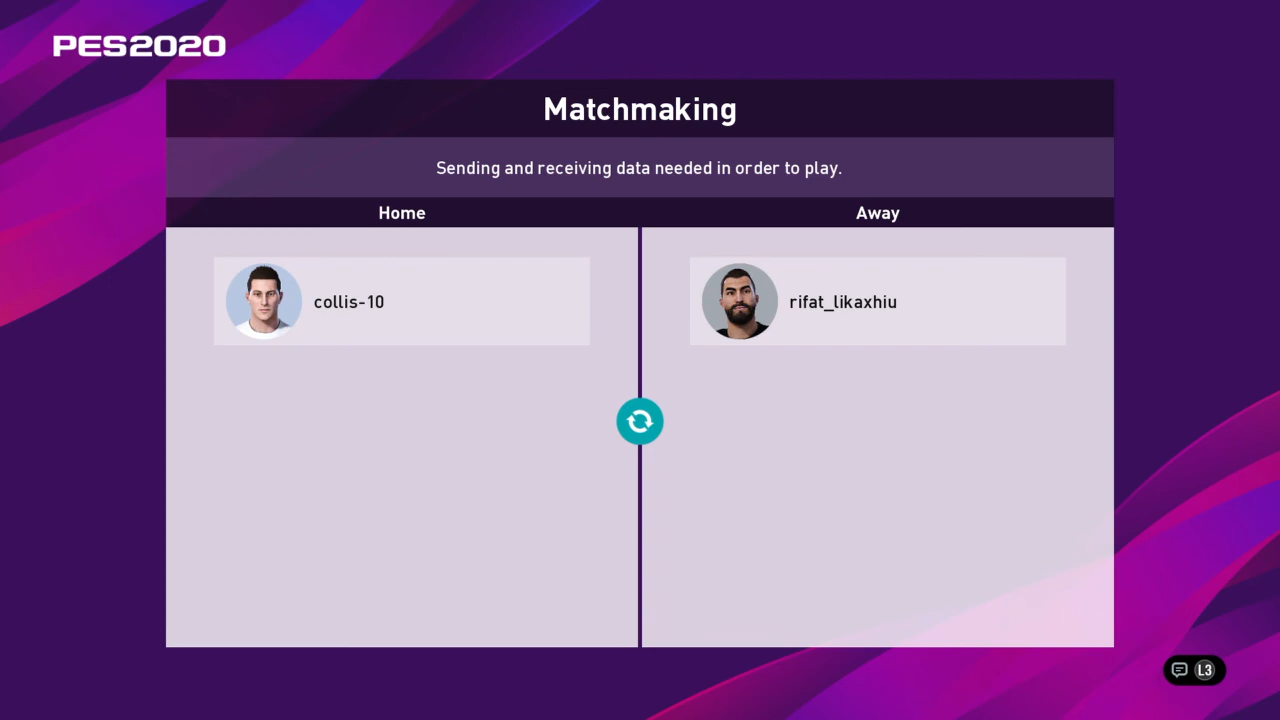 PES2020
Matchmaking
Sending and receiving data needed in order to play.
Home
Away
collis-10
rifat_likaxhiu
L3